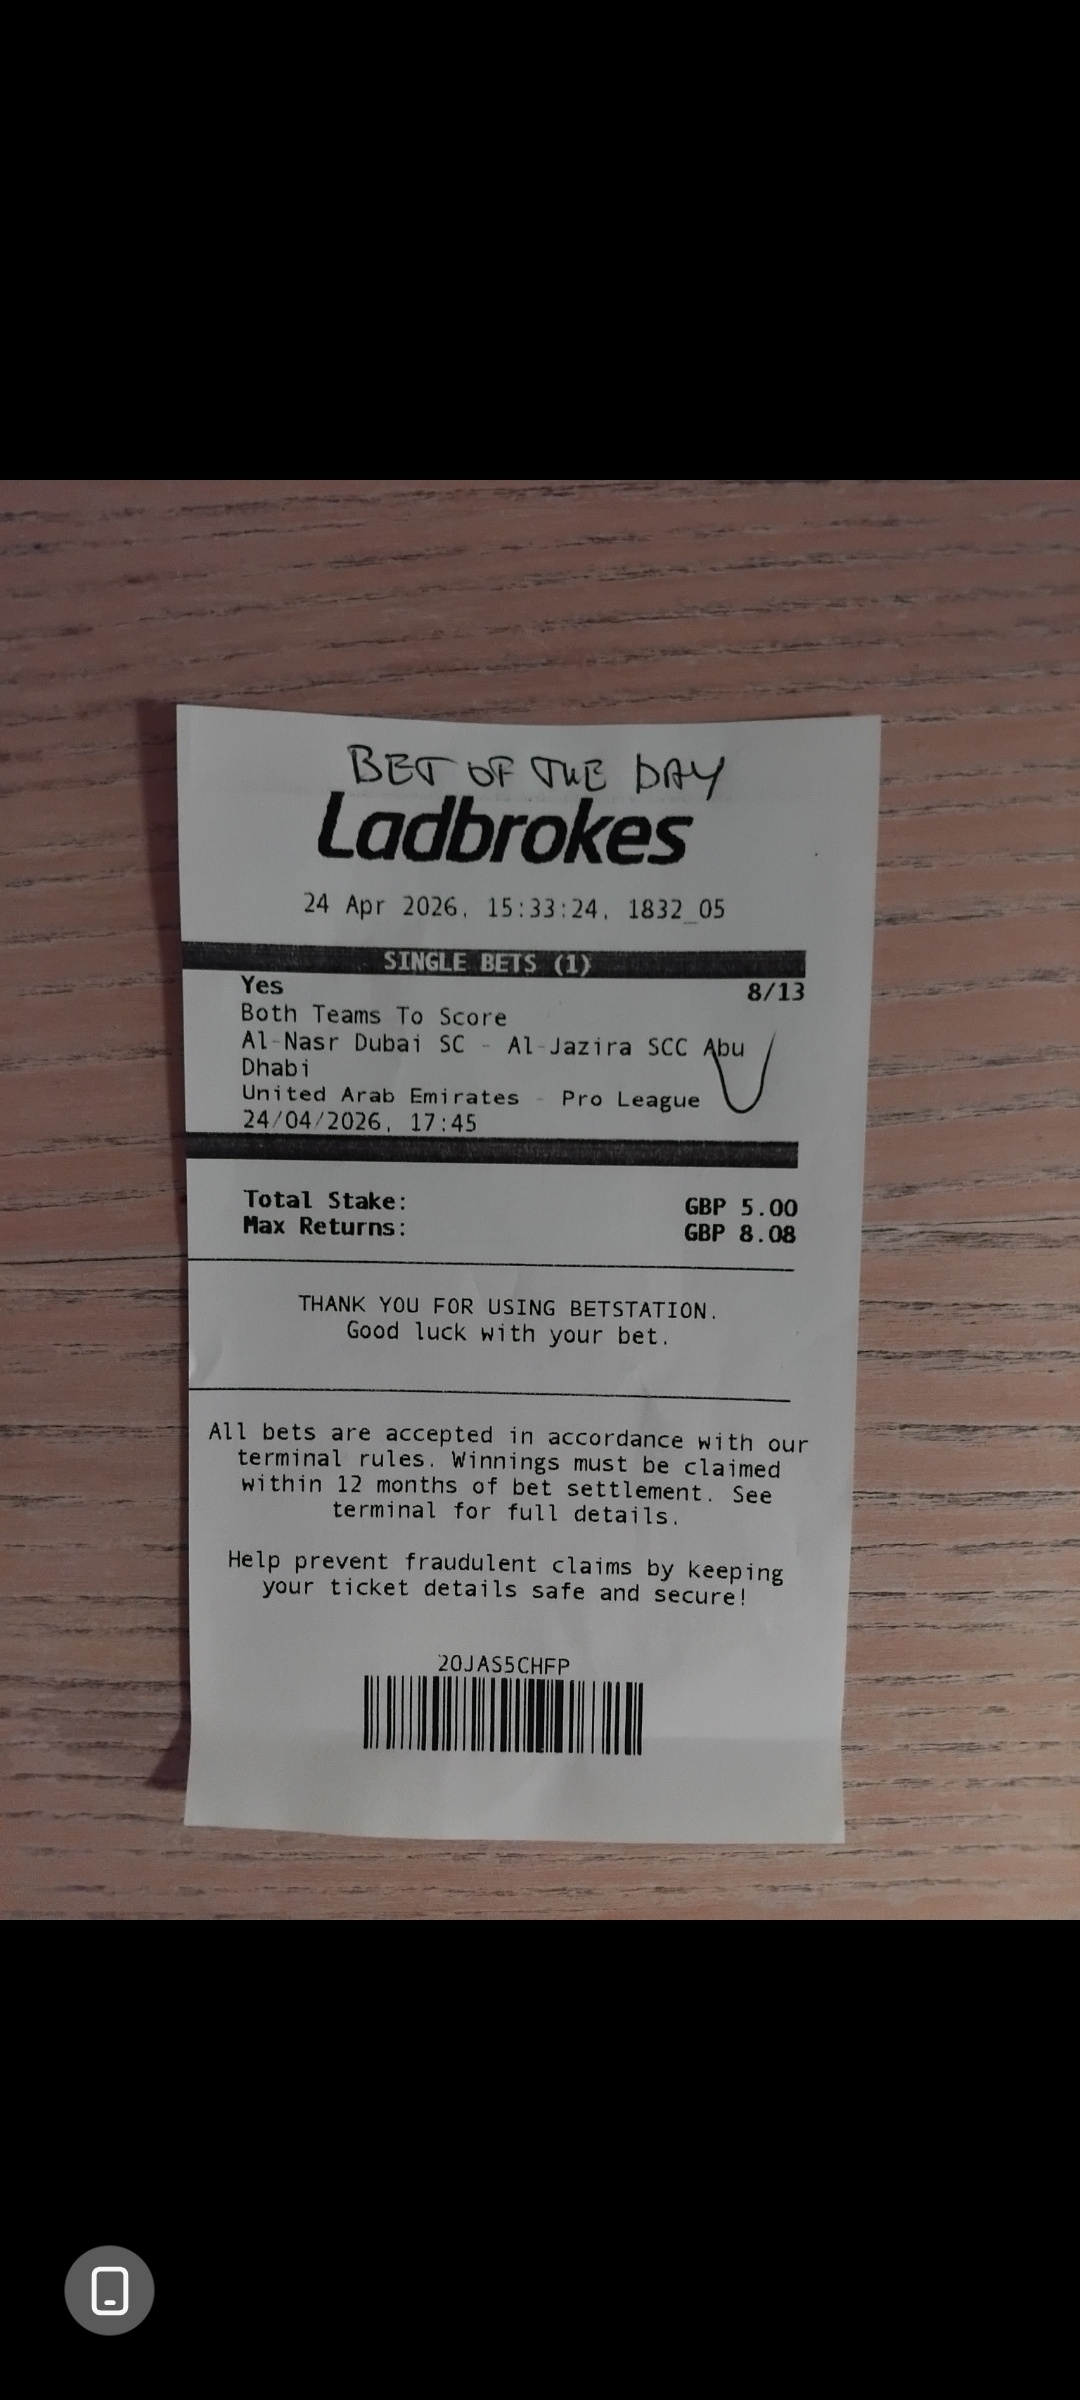 BET OF THE DAY
Ladbrokes
24 Apr 2026, 15:33:24, 1832_05
SINGLE BETS (1)
Yes 8/13
Both Teams To Score
Al-Nasr Dubai SC - Al-Jazira SCC Abu
Dhabi
United Arab Emirates - Pro League
24/04/2026, 17:45
Total Stake: GBP 5.00
Max Returns: GBP 8.08
THANK YOU FOR USING BETSTATION.
Good luck with your bet.
All bets are accepted in accordance with our
terminal rules. Winnings must be claimed
within 12 months of bet settlement. See
terminal for full details.
Help prevent fraudulent claims by keeping
your ticket details safe and secure!
20JAS5CHFP